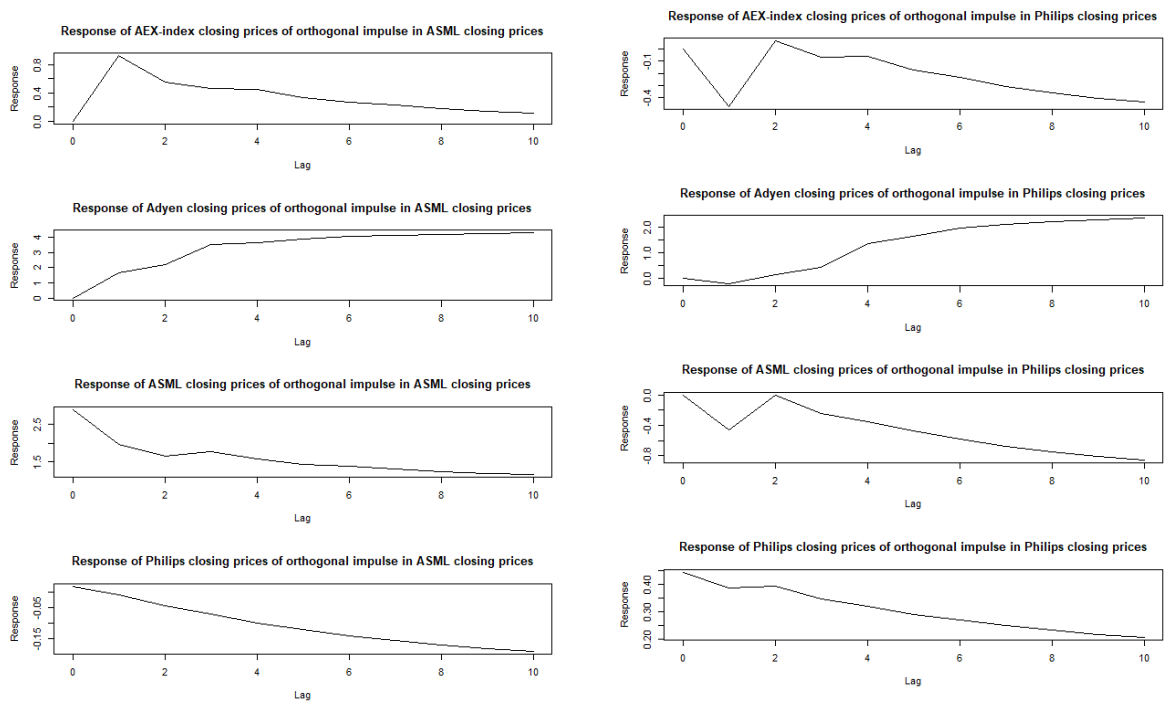 Response of AEX-index closing prices of orthogonal impulse in ASML closing prices
Response
0.0 0.4 0.8
0 2 4 6 8 10
Lag
Response of Adyen closing prices of orthogonal impulse in ASML closing prices
Response
0 1 2 3 4
0 2 4 6 8 10
Lag
Response of ASML closing prices of orthogonal impulse in ASML closing prices
Response
1.5 2.5
0 2 4 6 8 10
Lag
Response of Philips closing prices of orthogonal impulse in ASML closing prices
Response
-0.15 -0.05
0 2 4 6 8 10
Lag
Response of AEX-index closing prices of orthogonal impulse in Philips closing prices
Response
-0.4 -0.1
0 2 4 6 8 10
Lag
Response of Adyen closing prices of orthogonal impulse in Philips closing prices
Response
0.0 1.0 2.0
0 2 4 6 8 10
Lag
Response of ASML closing prices of orthogonal impulse in Philips closing prices
Response
-0.8 -0.4 0.0
0 2 4 6 8 10
Lag
Response of Philips closing prices of orthogonal impulse in Philips closing prices
Response
0.20 0.30 0.40
0 2 4 6 8 10
Lag